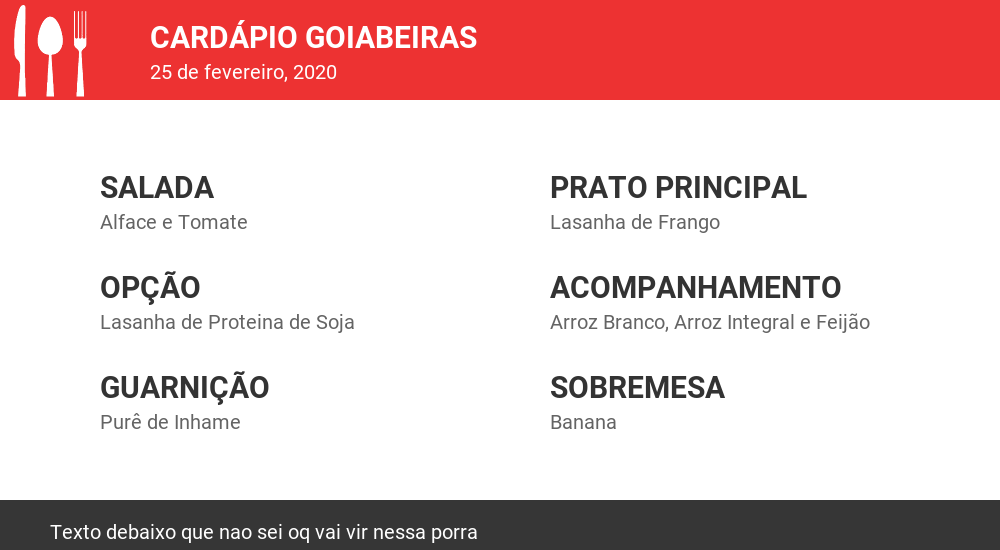 CARDÁPIO GOIABEIRAS
25 de fevereiro, 2020
SALADA
Alface e Tomate
PRATO PRINCIPAL
Lasanha de Frango
OPÇÃO
Lasanha de Proteina de Soja
ACOMPANHAMENTO
Arroz Branco, Arroz Integral e Feijão
GUARNIÇÃO
Purê de Inhame
SOBREMESA
Banana
Texto debaixo que nao sei oq vai vir nessa porra